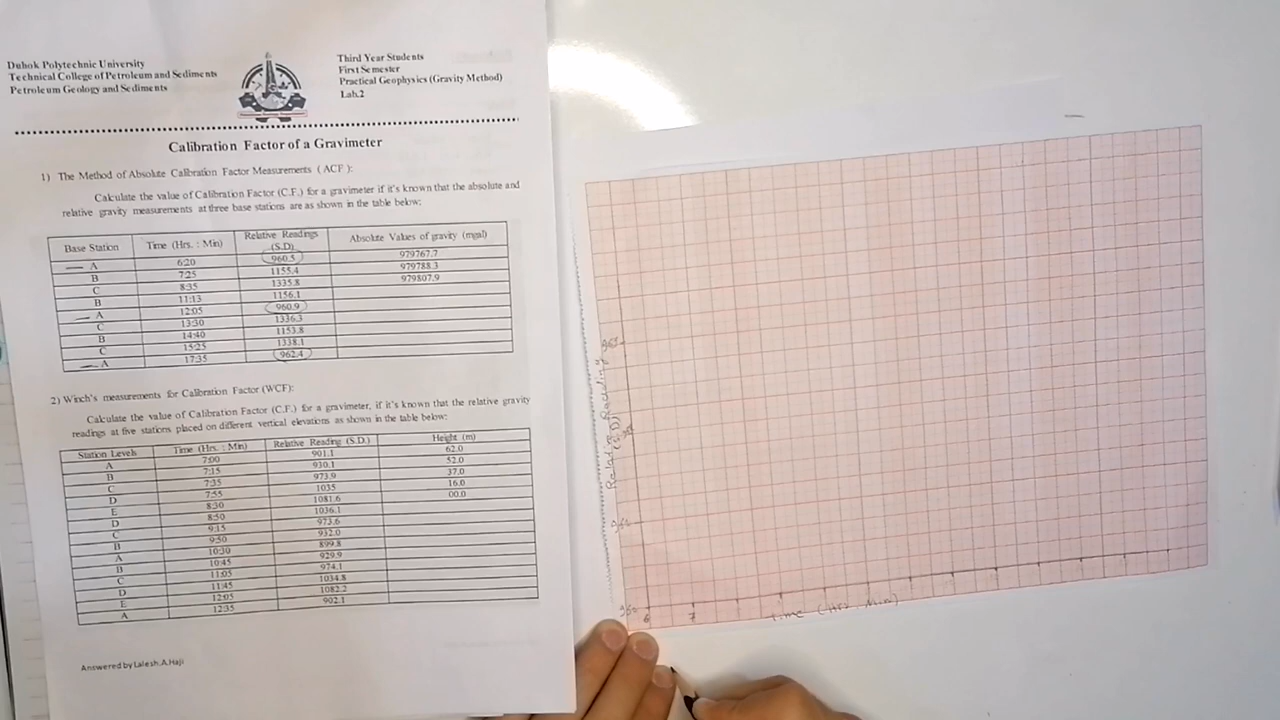 Duhok Polytechnic University
Technical College of Petroleum and Sediments
Petroleum Geology and Sediments
Third Year Students
First Semester
Practical Geophysics (Gravity Method)
Lab.2
Calibration Factor of a Gravimeter
1) The Method of Absolute Calibration Factor Measurements ( ACF ):
Calculate the value of Calibration Factor (C.F.) for a gravimeter if it's known that the absolute and
relative gravity measurements at three base stations are as shown in the table below:
Base Station Time (Hrs. : Min) Relative Readings (S.D) Absolute Values of gravity (mgal)
A 6:20 960.5 979767.7
B 7:25 1155.4 979788.3
C 8:35 1335.8 979807.9
B 11:13 1156.1
A 12:05 960.9
C 13:30 1336.3
B 14:40 1153.8
C 15:25 1338.1
A 17:35 962.4
2) Winch's measurements for Calibration Factor (WCF):
Calculate the value of Calibration Factor (C.F.) for a gravimeter, if it's known that the relative gravity
readings at five stations placed on different vertical elevations as shown in the table below:
Station Levels Time (Hrs. : Min) Relative Reading (S.D.) Height (m)
A 7:00 901.1 62.0
B 7:15 930.1 52.0
C 7:35 973.9 37.0
D 7:55 1035 16.0
E 8:30 1081.6 00.0
D 8:50 1036.1
C 9:15 973.6
B 9:50 932.0
A 10:30 899.8
B 10:45 929.9
C 11:05 974.1
D 11:45 1034.8
E 12:05 1082.2
A 12:35 902.1
Answered by Lalesh.A.Haji
Relative Reading
(S.D)
6 7
Time (Hrs. Min)